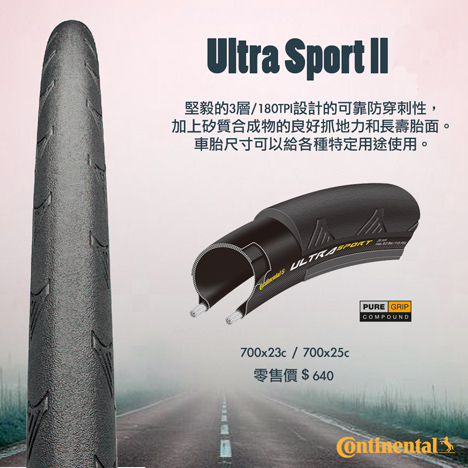 Ultra Sport II
堅毅的3層/180TPI設計的可靠防穿刺性，
加上矽質合成物的良好抓地力和長壽胎面。
車胎尺寸可以給各種特定用途使用。
Continental
ULTRA SPORT
PURE GRIP
COMPOUND
700x23c / 700x25c
零售價 $ 640
Continental